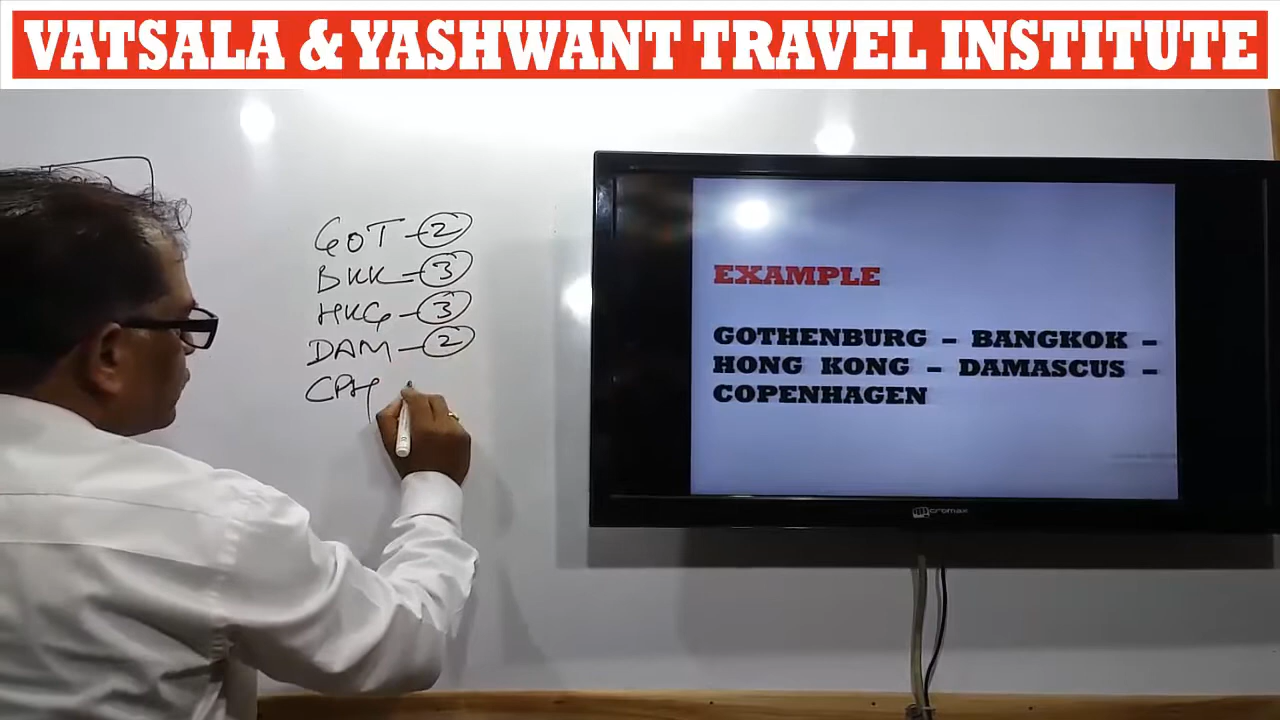 VATSALA & YASHWANT TRAVEL INSTITUTE
GOT - 2
BKK - 3
HKG - 3
DAM - 2
CPH
EXAMPLE
GOTHENBURG – BANGKOK –
HONG KONG – DAMASCUS –
COPENHAGEN
micromax